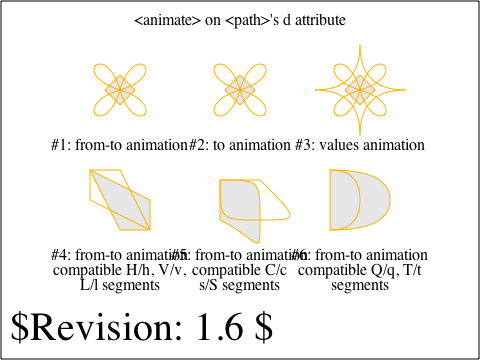 <animate> on <path>'s d attribute
#1: from-to animation
#2: to animation
#3: values animation
#4: from-to animation
compatible H/h, V/v,
L/l segments
#5: from-to animation
compatible C/c
s/S segments
#6: from-to animation
compatible Q/q, T/t
segments
$Revision: 1.6 $